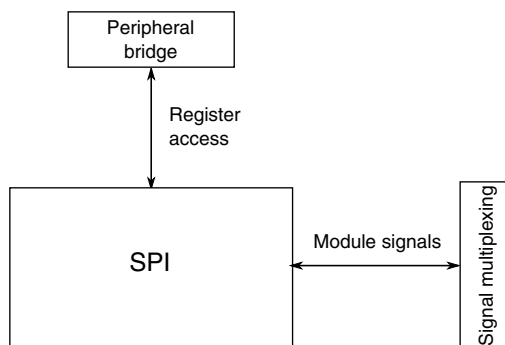 Peripheral
bridge
Register
access
SPI
Module signals
Signal multiplexing